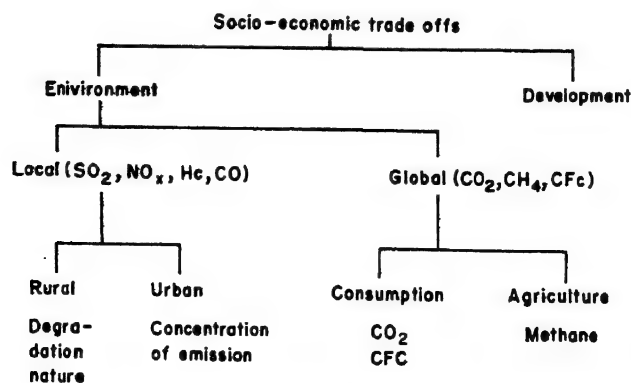 Socio-economic trade offs
Enivironment
Development
Local (SO₂, NOₓ, Hc, CO)
Global (CO₂, CH₄, CFc)
Rural
Urban
Consumption
Agriculture
Degra-
dation
nature
Concentration
of emission
CO₂
CFC
Methane